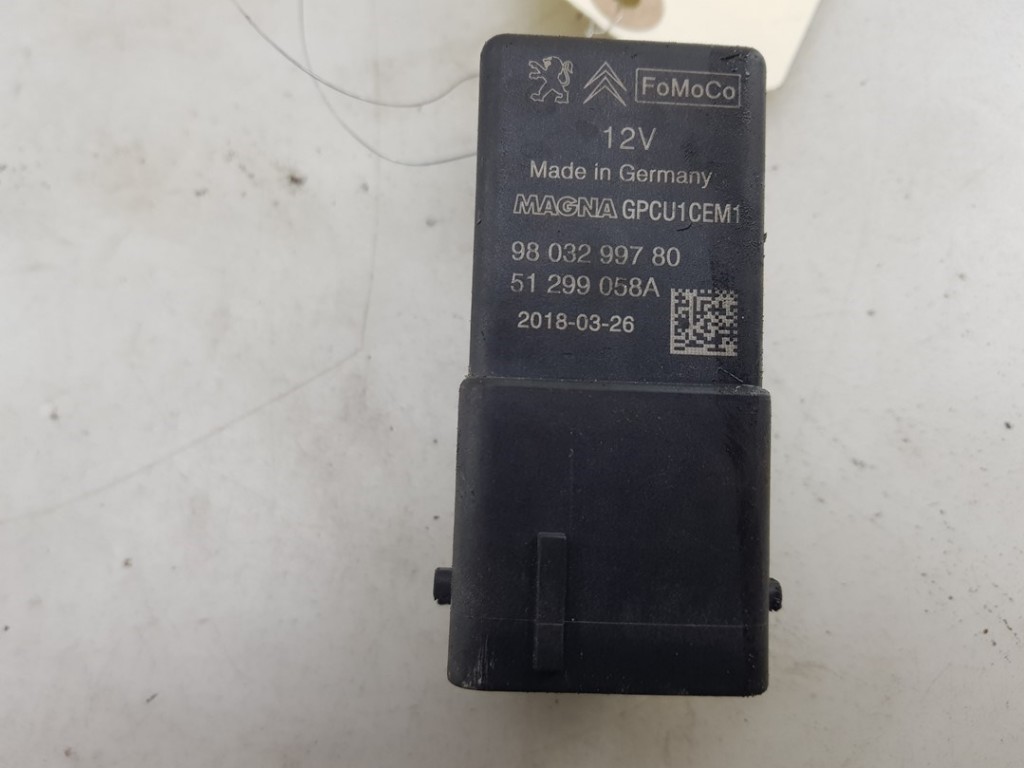 FoMoCo
12V
Made in Germany
MAGNA GPCU1CEM1
98 032 997 80
51 299 058A
2018-03-26